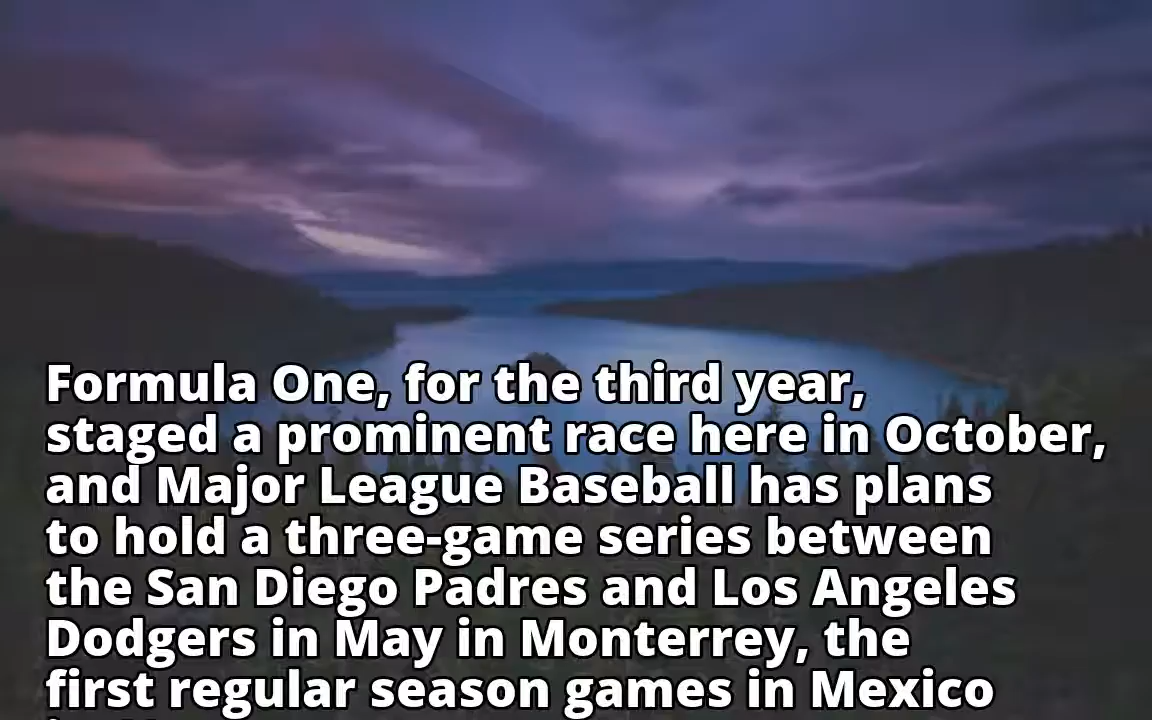 Formula One, for the third year,
staged a prominent race here in October,
and Major League Baseball has plans
to hold a three-game series between
the San Diego Padres and Los Angeles
Dodgers in May in Monterrey, the
first regular season games in Mexico